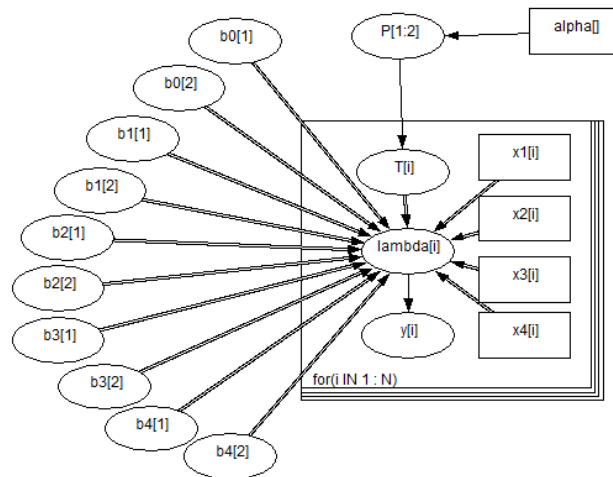 b0[1]
P[1:2]
alpha[]
b0[2]
b1[1]
T[i]
x1[i]
b1[2]
x2[i]
b2[1]
lambda[i]
b2[2]
x3[i]
b3[1]
y[i]
x4[i]
b3[2]
for(i IN 1 : N)
b4[1]
b4[2]